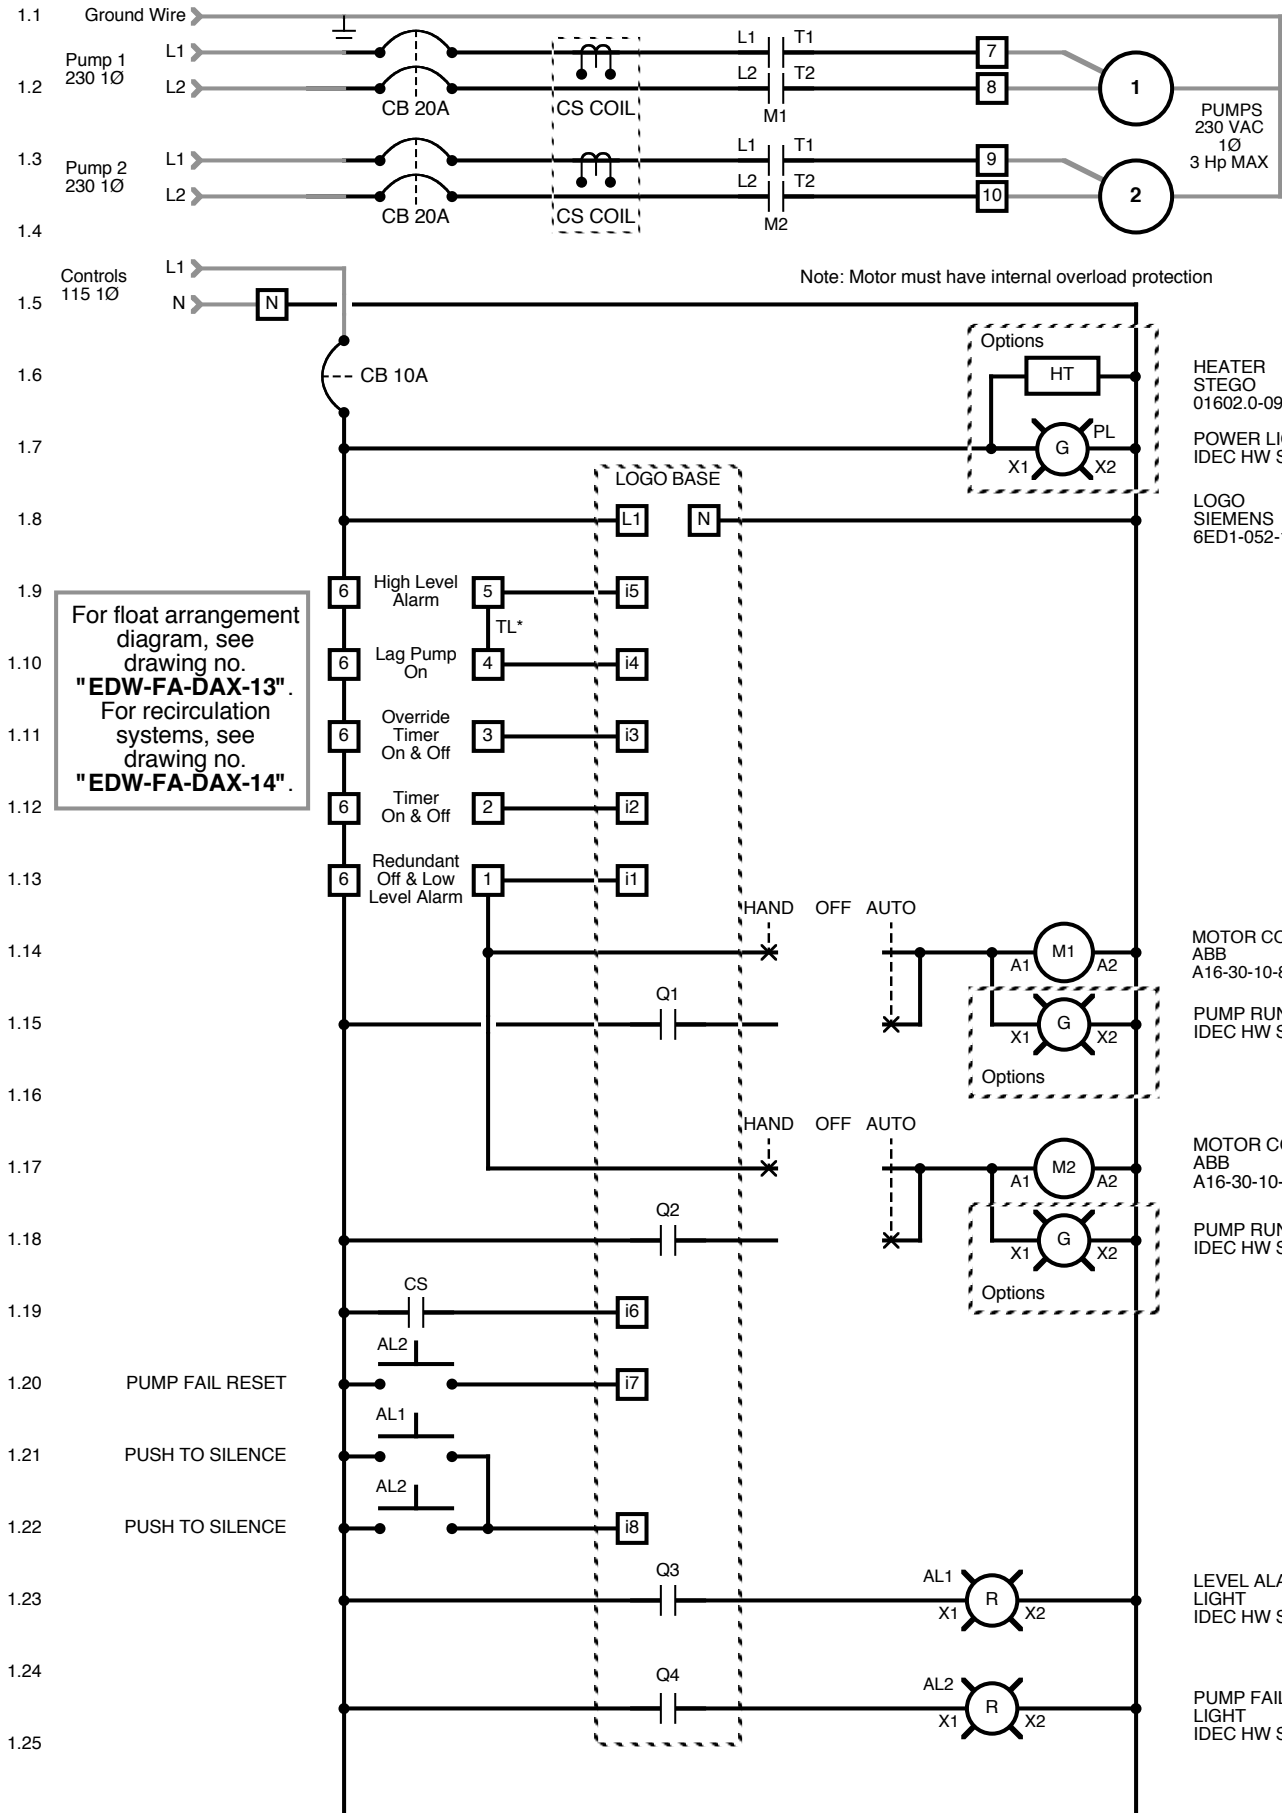 1.1 Ground Wire
Pump 1 L1 L1 T1 7
230 1Ø
1.2 L2 CB 20A CS COIL L2 T2 8 1
M1
PUMPS
230 VAC
1Ø
3 Hp MAX
1.3 Pump 2 L1 L1 T1 9
230 1Ø
L2 CB 20A CS COIL L2 T2 10 2
M2
1.4
Controls L1
115 1Ø
Note: Motor must have internal overload protection
1.5 N N
Options
1.6 CB 10A HT
HEATER
STEGO
01602.0-09
1.7 X1 G X2 PL
POWER
IDEC HW
LOGO BASE
1.8 L1 N
LOGO
SIEMENS
6ED1-052-
1.9 6 High Level 5 i5
Alarm
TL*
1.10 6 Lag Pump 4 i4
On
For float arrangement
diagram, see
drawing no.
"EDW-FA-DAX-13".
For recirculation
systems, see
drawing no.
"EDW-FA-DAX-14".
1.11 6 Override 3 i3
Timer
On & Off
1.12 6 Timer 2 i2
On & Off
1.13 6 Redundant 1 i1
Off & Low
Level Alarm
HAND OFF AUTO
1.14 A1 M1 A2
MOTOR
ABB
A16-30-10-
1.15 Q1 X1 G X2
PUMP
IDEC HW
Options
1.16
HAND OFF AUTO
1.17 A1 M2 A2
MOTOR
ABB
A16-30-10-
1.18 Q2 X1 G X2
PUMP
IDEC HW
Options
1.19 CS i6
AL2
1.20 PUMP FAIL RESET i7
AL1
1.21 PUSH TO SILENCE
AL2
1.22 PUSH TO SILENCE i8
1.23 Q3 AL1 X1 R X2
LEVEL
LIGHT
IDEC HW
1.24 Q4 AL2 X1 R X2
PUMP FAIL
LIGHT
IDEC HW
1.25